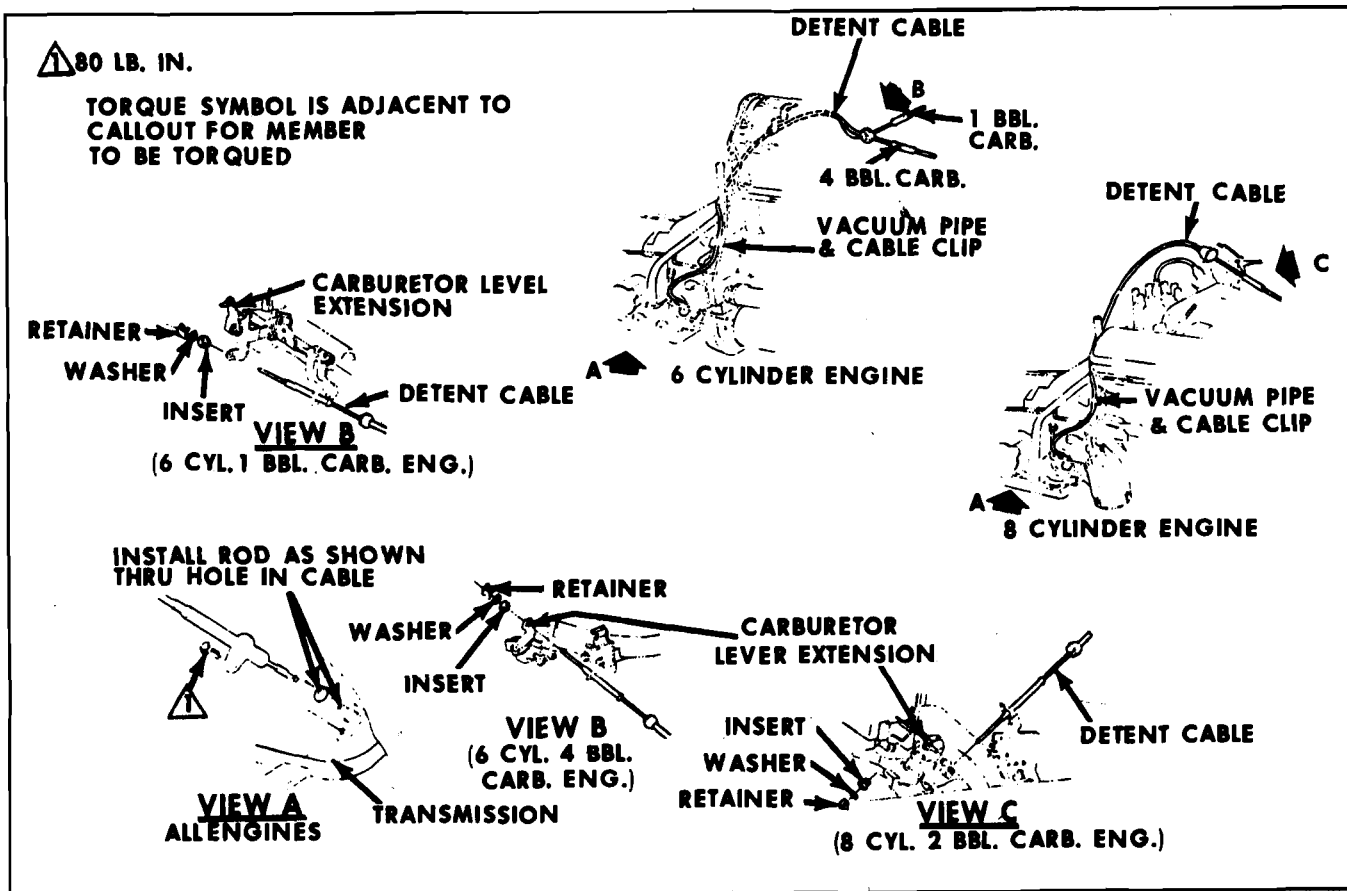 1 80 LB. IN.
TORQUE SYMBOL IS ADJACENT TO
CALLOUT FOR MEMBER
TO BE TORQUED
DETENT CABLE
B
1 BBL.
CARB.
4 BBL. CARB.
VACUUM PIPE
& CABLE CLIP
A
6 CYLINDER ENGINE
DETENT CABLE
C
VACUUM PIPE
& CABLE CLIP
A
8 CYLINDER ENGINE
CARBURETOR LEVEL
EXTENSION
RETAINER
WASHER
INSERT
DETENT CABLE
VIEW B
(6 CYL. 1 BBL. CARB. ENG.)
INSTALL ROD AS SHOWN
THRU HOLE IN CABLE
1
TRANSMISSION
VIEW A
ALL ENGINES
RETAINER
WASHER
INSERT
CARBURETOR
LEVER EXTENSION
VIEW B
(6 CYL. 4 BBL.
CARB. ENG.)
DETENT CABLE
INSERT
WASHER
RETAINER
VIEW C
(8 CYL. 2 BBL. CARB. ENG.)